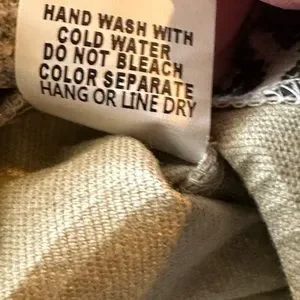 HAND WASH WITH
COLD WATER
DO NOT BLEACH
COLOR SEPARATE
HANG OR LINE DRY